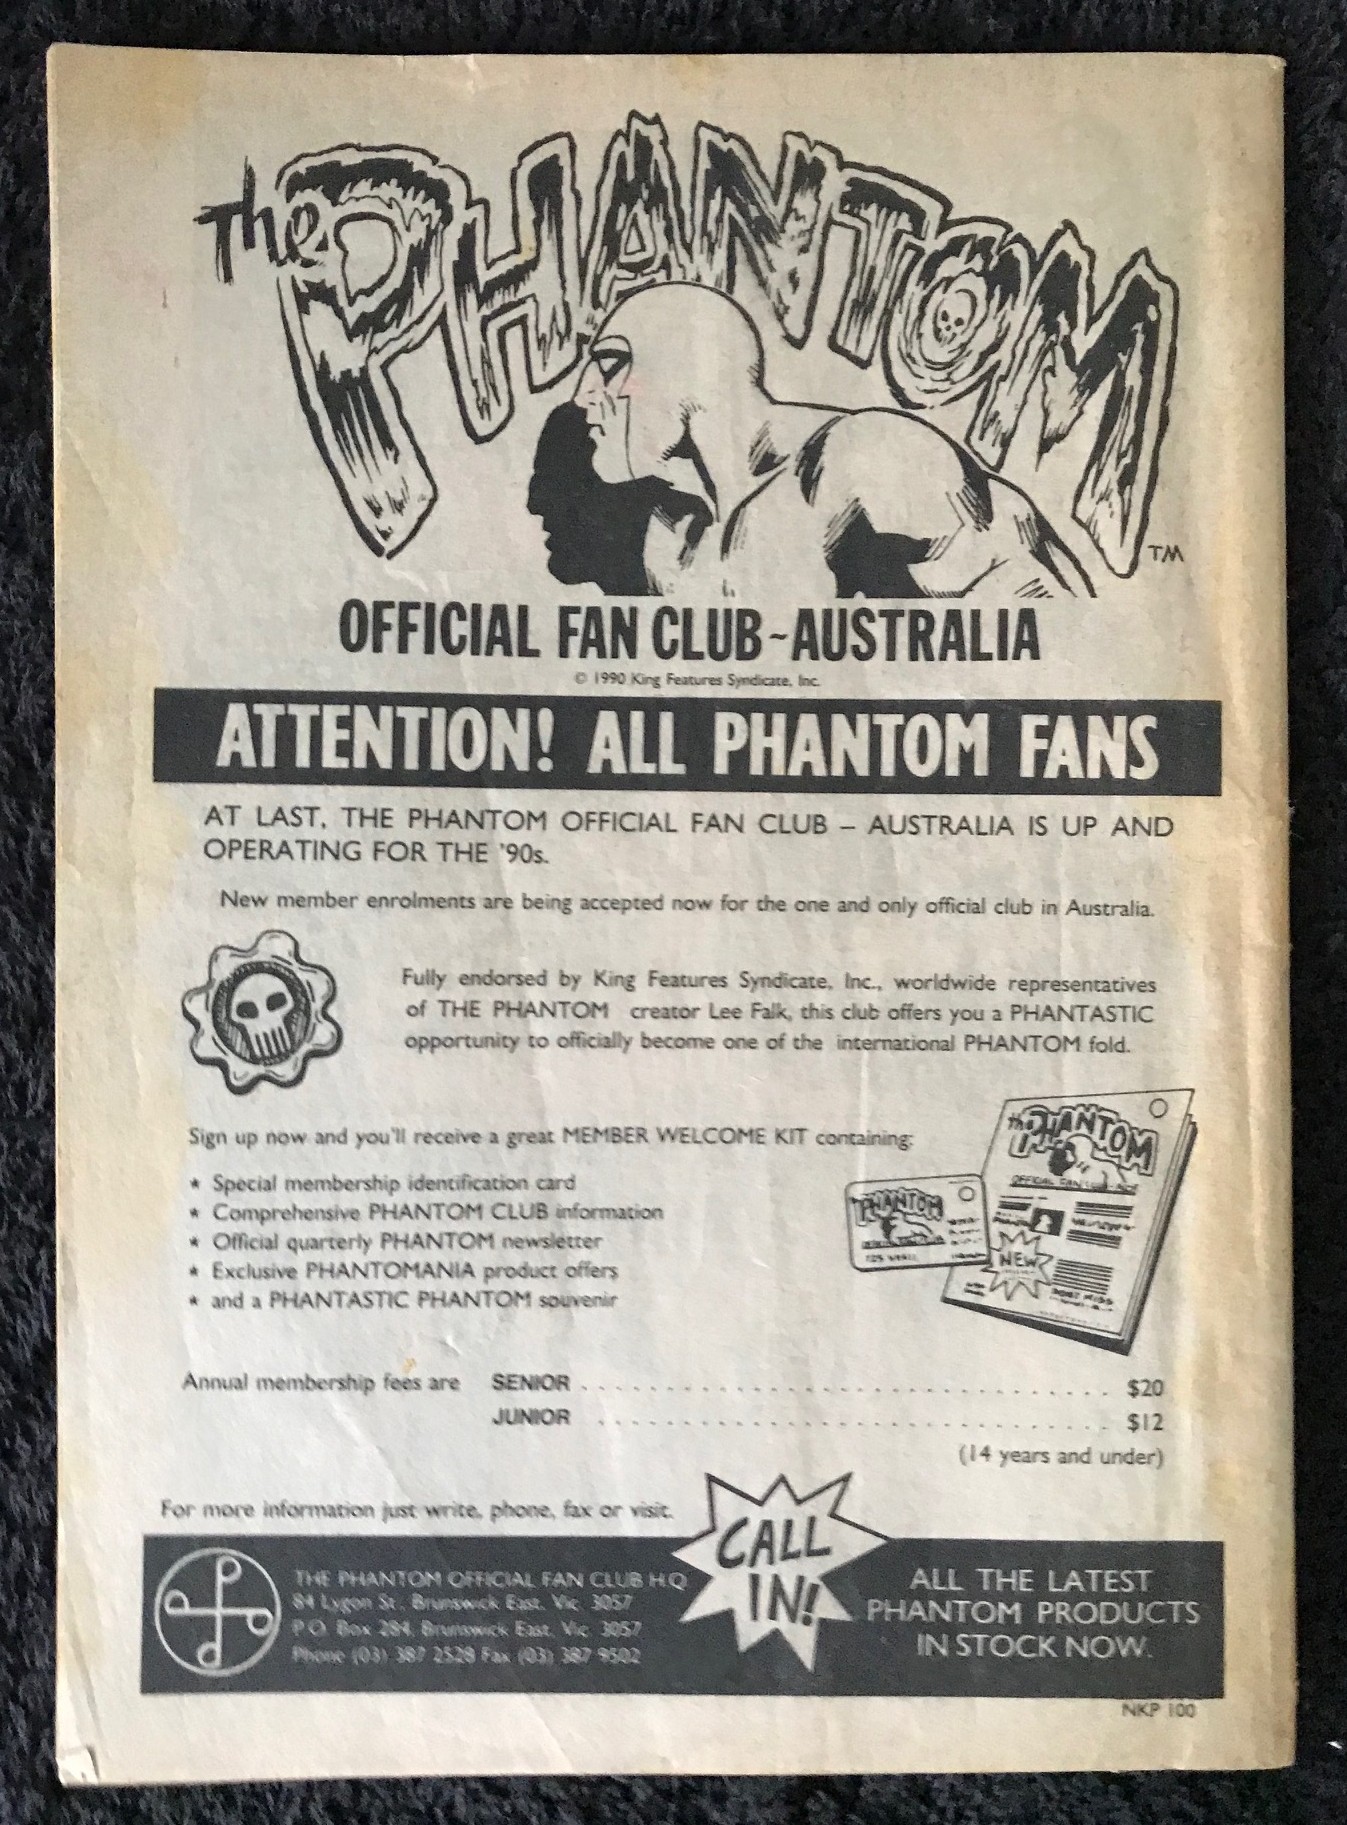 The PHANTOM
TM
OFFICIAL FAN CLUB~AUSTRALIA
© 1990 King Features Syndicate, Inc.
ATTENTION! ALL PHANTOM FANS
AT LAST, THE PHANTOM OFFICIAL FAN CLUB – AUSTRALIA IS UP AND
OPERATING FOR THE '90s.
New member enrolments are being accepted now for the one and only official club in Australia.
Fully endorsed by King Features Syndicate, Inc., worldwide representatives
of THE PHANTOM creator Lee Falk, this club offers you a PHANTASTIC
opportunity to officially become one of the international PHANTOM fold.
Sign up now and you'll receive a great MEMBER WELCOME KIT containing:
* Special membership identification card
* Comprehensive PHANTOM CLUB information
* Official quarterly PHANTOM newsletter
* Exclusive PHANTOMANIA product offers
* and a PHANTASTIC PHANTOM souvenir
The PHANTOM
OFFICIAL FAN CLUB
PHANTOM
NEW
Annual membership fees are SENIOR . . . . . . . . . . . . . . . . . . . . . . . . . . . . . . $20
JUNIOR . . . . . . . . . . . . . . . . . . . . . . . . . . . . . . $12
(14 years and under)
For more information just write, phone, fax or visit.
THE PHANTOM OFFICIAL FAN CLUB H.Q
84 Lygon St., Brunswick East, Vic. 3057
P.O. Box 284, Brunswick East, Vic. 3057
Phone (03) 387 2528 Fax (03) 387 9502
CALL
IN!
ALL THE LATEST
PHANTOM PRODUCTS
IN STOCK NOW.
NKP 100